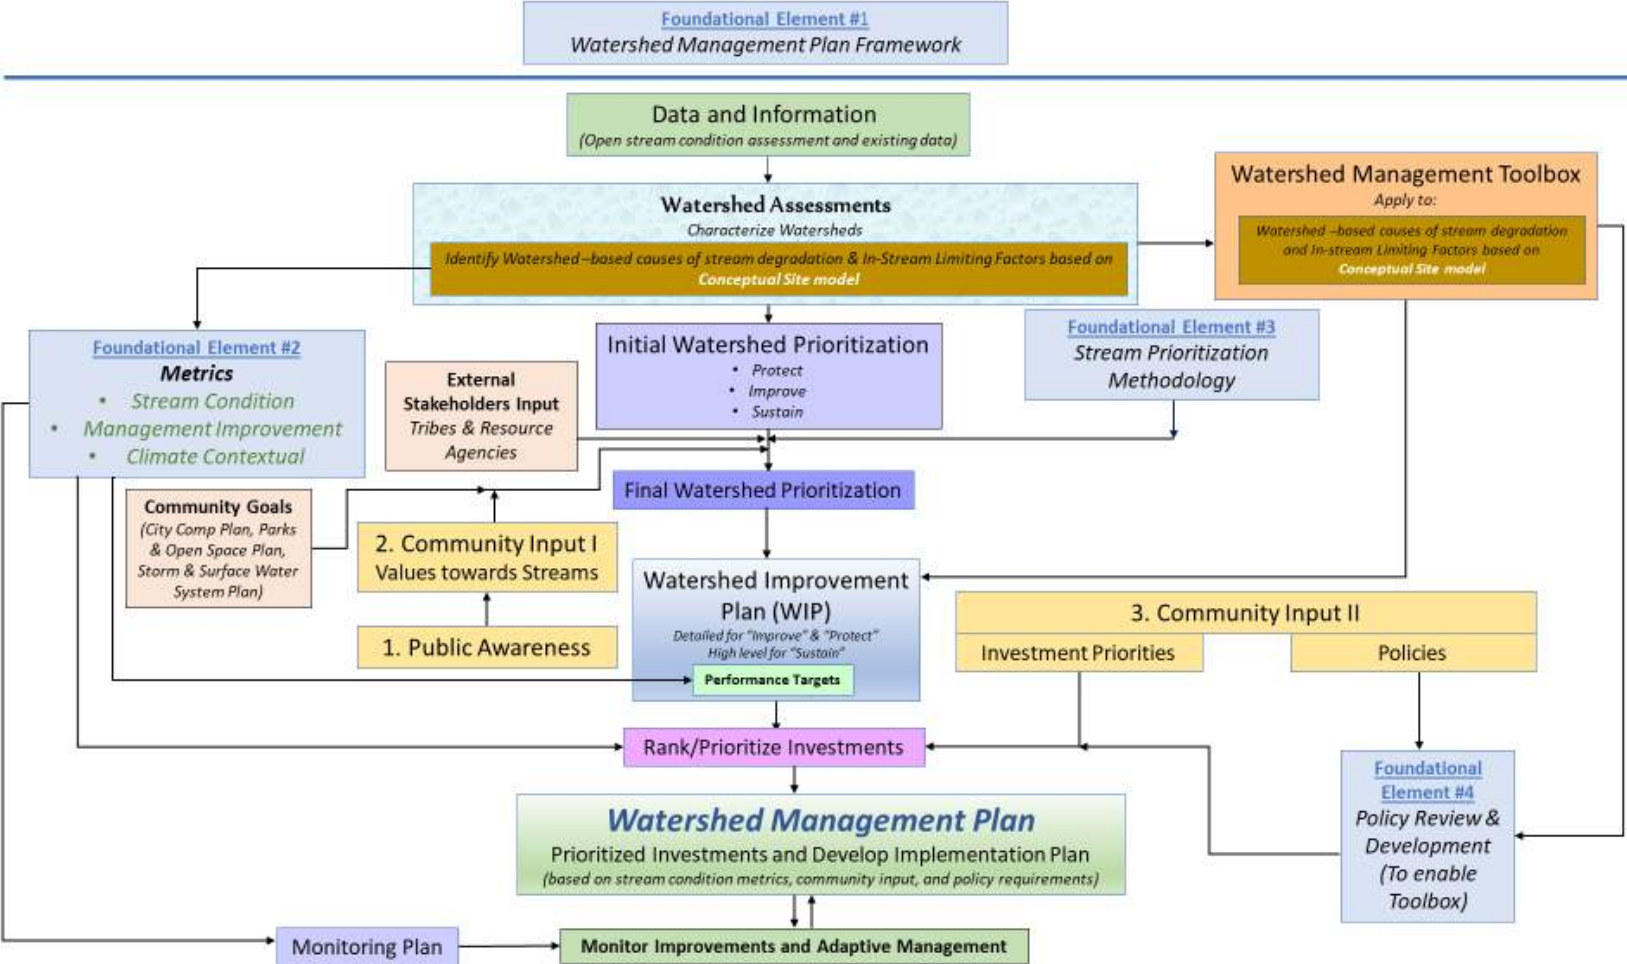 Foundational Element #1
Watershed Management Plan Framework
Data and Information
(Open stream condition assessment and existing data)
Watershed Assessments
Characterize Watersheds
Identify Watershed –based causes of stream degradation & In-Stream Limiting Factors based on
Conceptual Site model
Watershed Management Toolbox
Apply to:
Watershed –based causes of stream degradation
and In-stream Limiting Factors based on
Conceptual Site model
Foundational Element #2
Metrics
• Stream Condition
• Management Improvement
• Climate Contextual
External
Stakeholders Input
Tribes & Resource
Agencies
Initial Watershed Prioritization
• Protect
• Improve
• Sustain
Foundational Element #3
Stream Prioritization
Methodology
Final Watershed Prioritization
Community Goals
(City Comp Plan, Parks
& Open Space Plan,
Storm & Surface Water
System Plan)
2. Community Input I
Values towards Streams
1. Public Awareness
Watershed Improvement
Plan (WIP)
Detailed for "Improve" & "Protect"
High level for "Sustain"
Performance Targets
3. Community Input II
Investment Priorities
Policies
Rank/Prioritize Investments
Foundational
Element #4
Policy Review &
Development
(To enable
Toolbox)
Watershed Management Plan
Prioritized Investments and Develop Implementation Plan
(based on stream condition metrics, community input, and policy requirements)
Monitoring Plan
Monitor Improvements and Adaptive Management